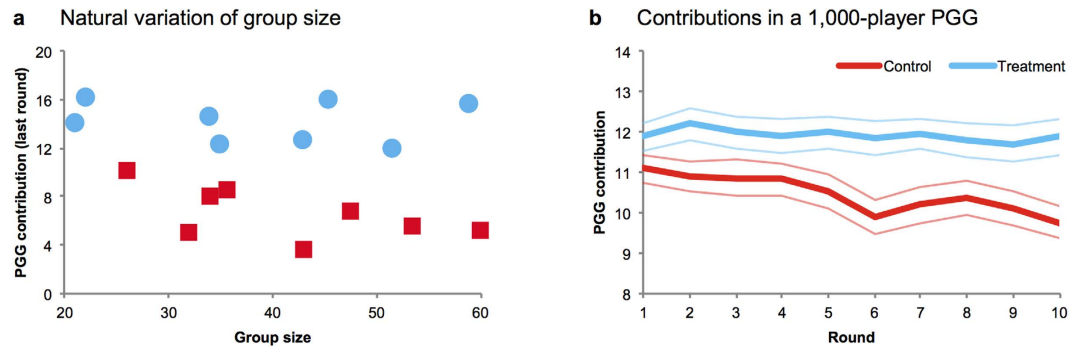 a Natural variation of group size
PGG contribution (last round)
20
16
12
8
4
0
20 30 40 50 60
Group size
b Contributions in a 1,000-player PGG
PGG contribution
14
13
12
11
10
9
8
Control Treatment
1 2 3 4 5 6 7 8 9 10
Round